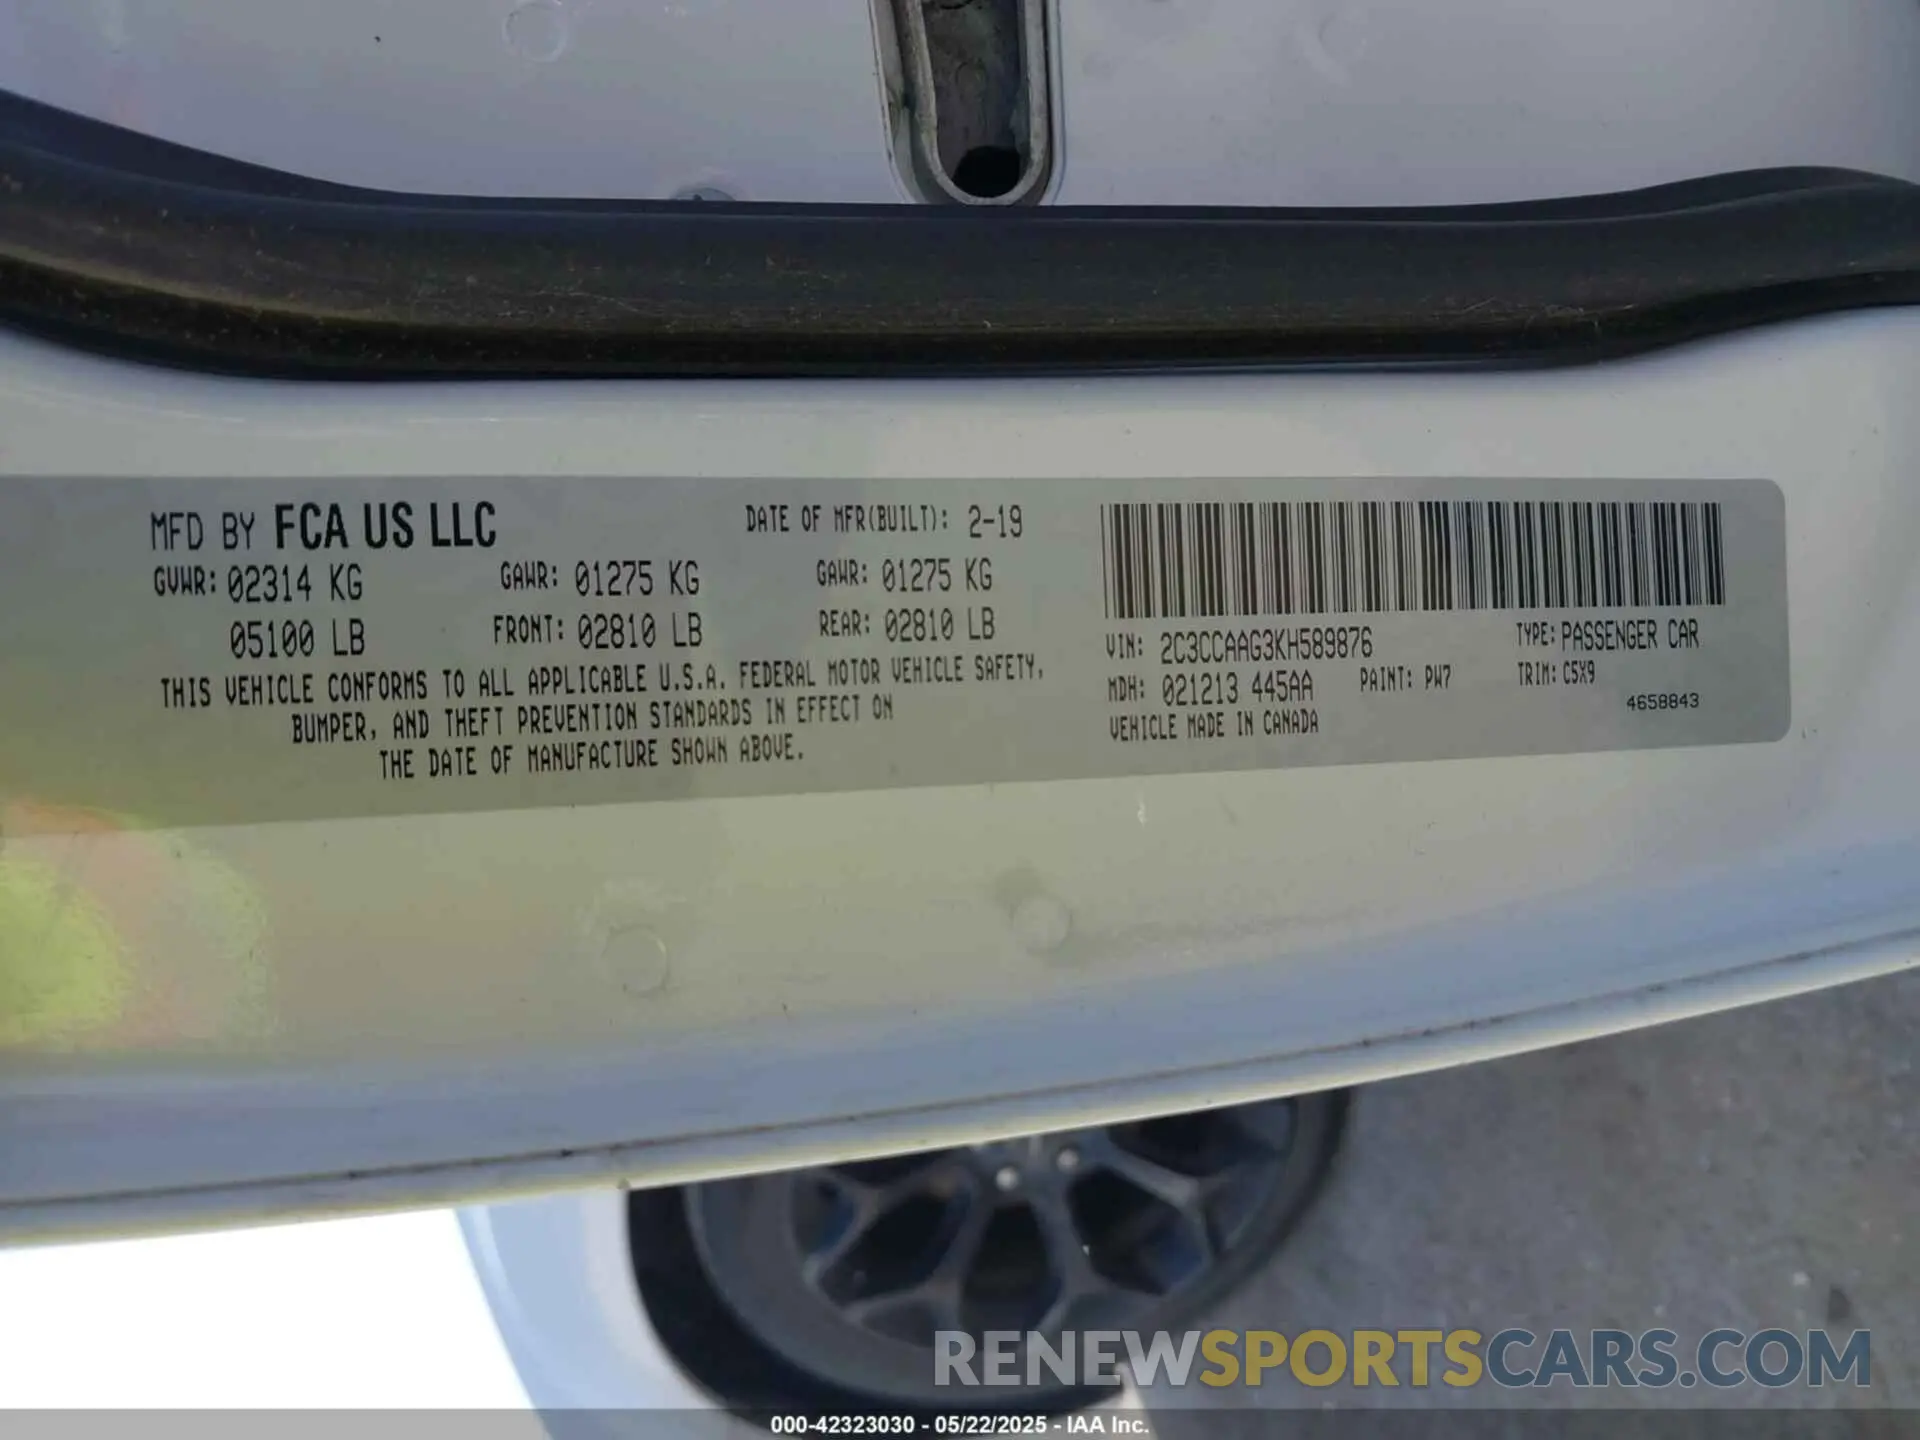 MFD BY FCA US LLC DATE OF MFR(BUILT): 2-19
GVWR: 02314 KG GAWR: 01275 KG GAWR: 01275 KG
05100 LB FRONT: 02810 LB REAR: 02810 LB
THIS VEHICLE CONFORMS TO ALL APPLICABLE U.S.A. FEDERAL MOTOR VEHICLE SAFETY,
BUMPER, AND THEFT PREVENTION STANDARDS IN EFFECT ON
THE DATE OF MANUFACTURE SHOWN ABOVE.
VIN: 2C3CCAAG3KH589876 TYPE: PASSENGER CAR
MDH: 021213 445AA PAINT: PW7 TRIM: C5X9
VEHICLE MADE IN CANADA 4658843
RENEWSPORTSCARS.COM
000-42323030 - 05/22/2025 - IAA Inc.